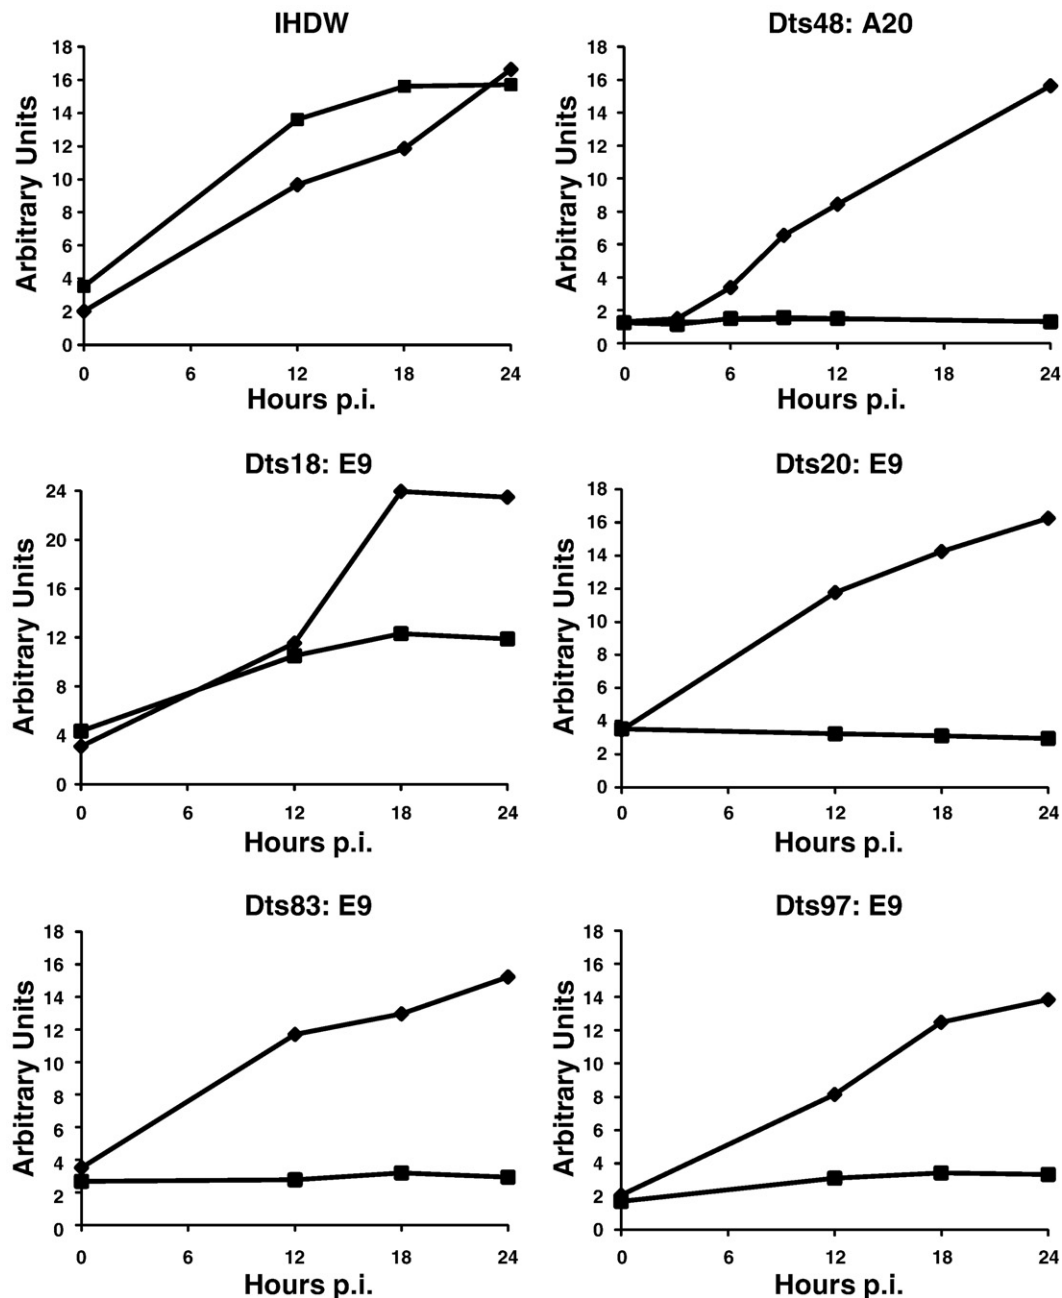 IHDW
18
16
14
12
10
8
6
4
2
0
Arbitrary Units
0 6 12 18 24
Hours p.i.
Dts48: A20
18
16
14
12
10
8
6
4
2
0
Arbitrary Units
0 6 12 18 24
Hours p.i.
Dts18: E9
24
20
16
12
8
4
0
Arbitrary Units
0 6 12 18 24
Hours p.i.
Dts20: E9
18
16
14
12
10
8
6
4
2
0
Arbitrary Units
0 6 12 18 24
Hours p.i.
Dts83: E9
18
16
14
12
10
8
6
4
2
0
Arbitrary Units
0 6 12 18 24
Hours p.i.
Dts97: E9
18
16
14
12
10
8
6
4
2
0
Arbitrary Units
0 6 12 18 24
Hours p.i.